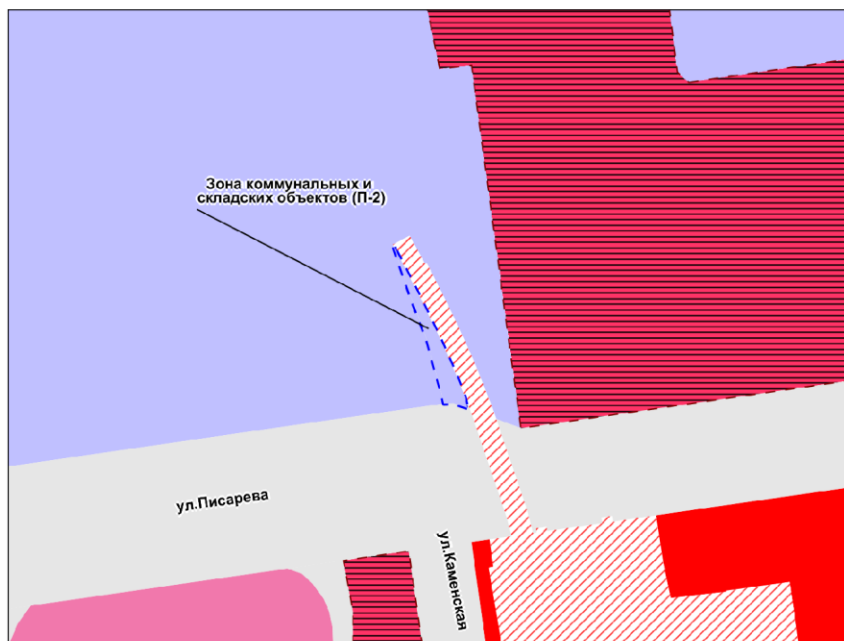 Зона коммунальных и
складских объектов (П-2)
ул.Писарева
ул.Каменская